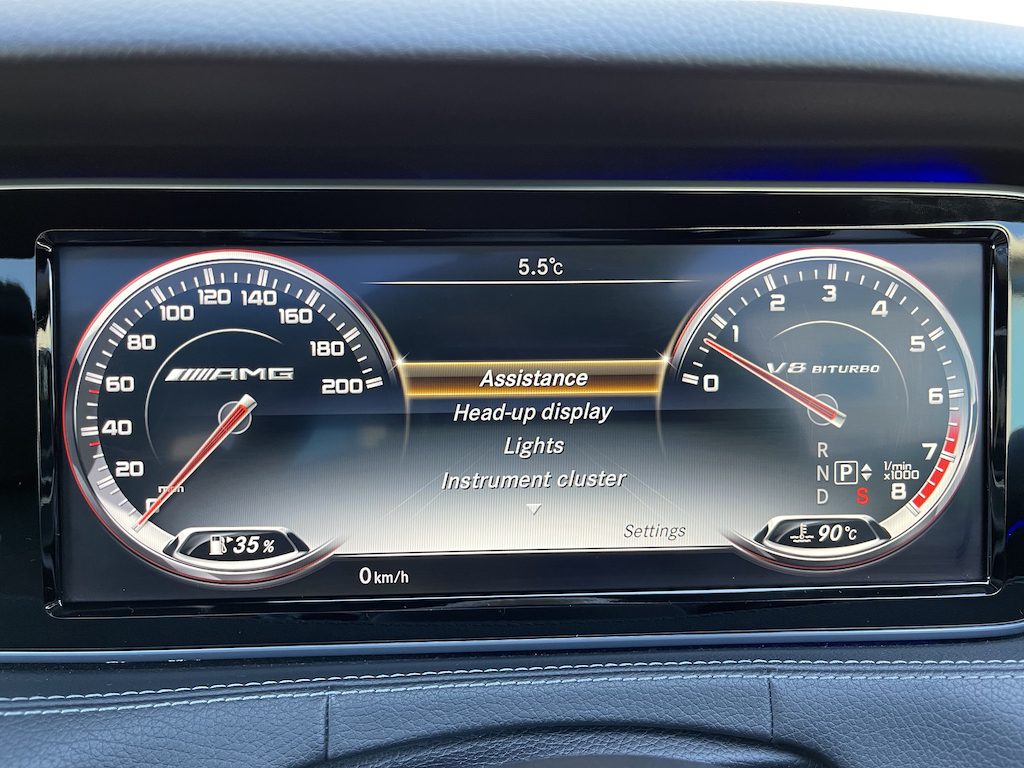 5.5°C
0 20 40 60 80 100 120 140 160 180 200
AMG
mph
35 %
Assistance
Head-up display
Lights
Instrument cluster
Settings
0 km/h
0 1 2 3 4 5 6 7 8
V8 BITURBO
R
N P
D S
1/min
x1000
90°C